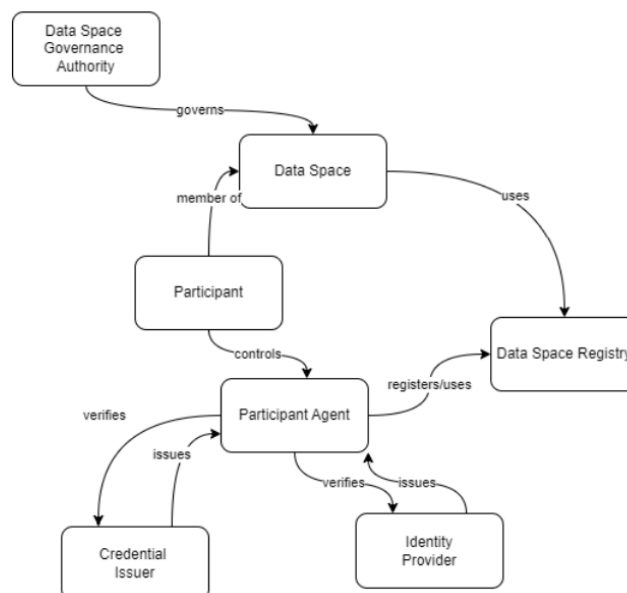 Data Space
Governance
Authority
governs
Data Space
member of
uses
Participant
controls
Data Space Registry
registers/uses
Participant Agent
verifies
issues
verifies
issues
Credential
Issuer
Identity
Provider